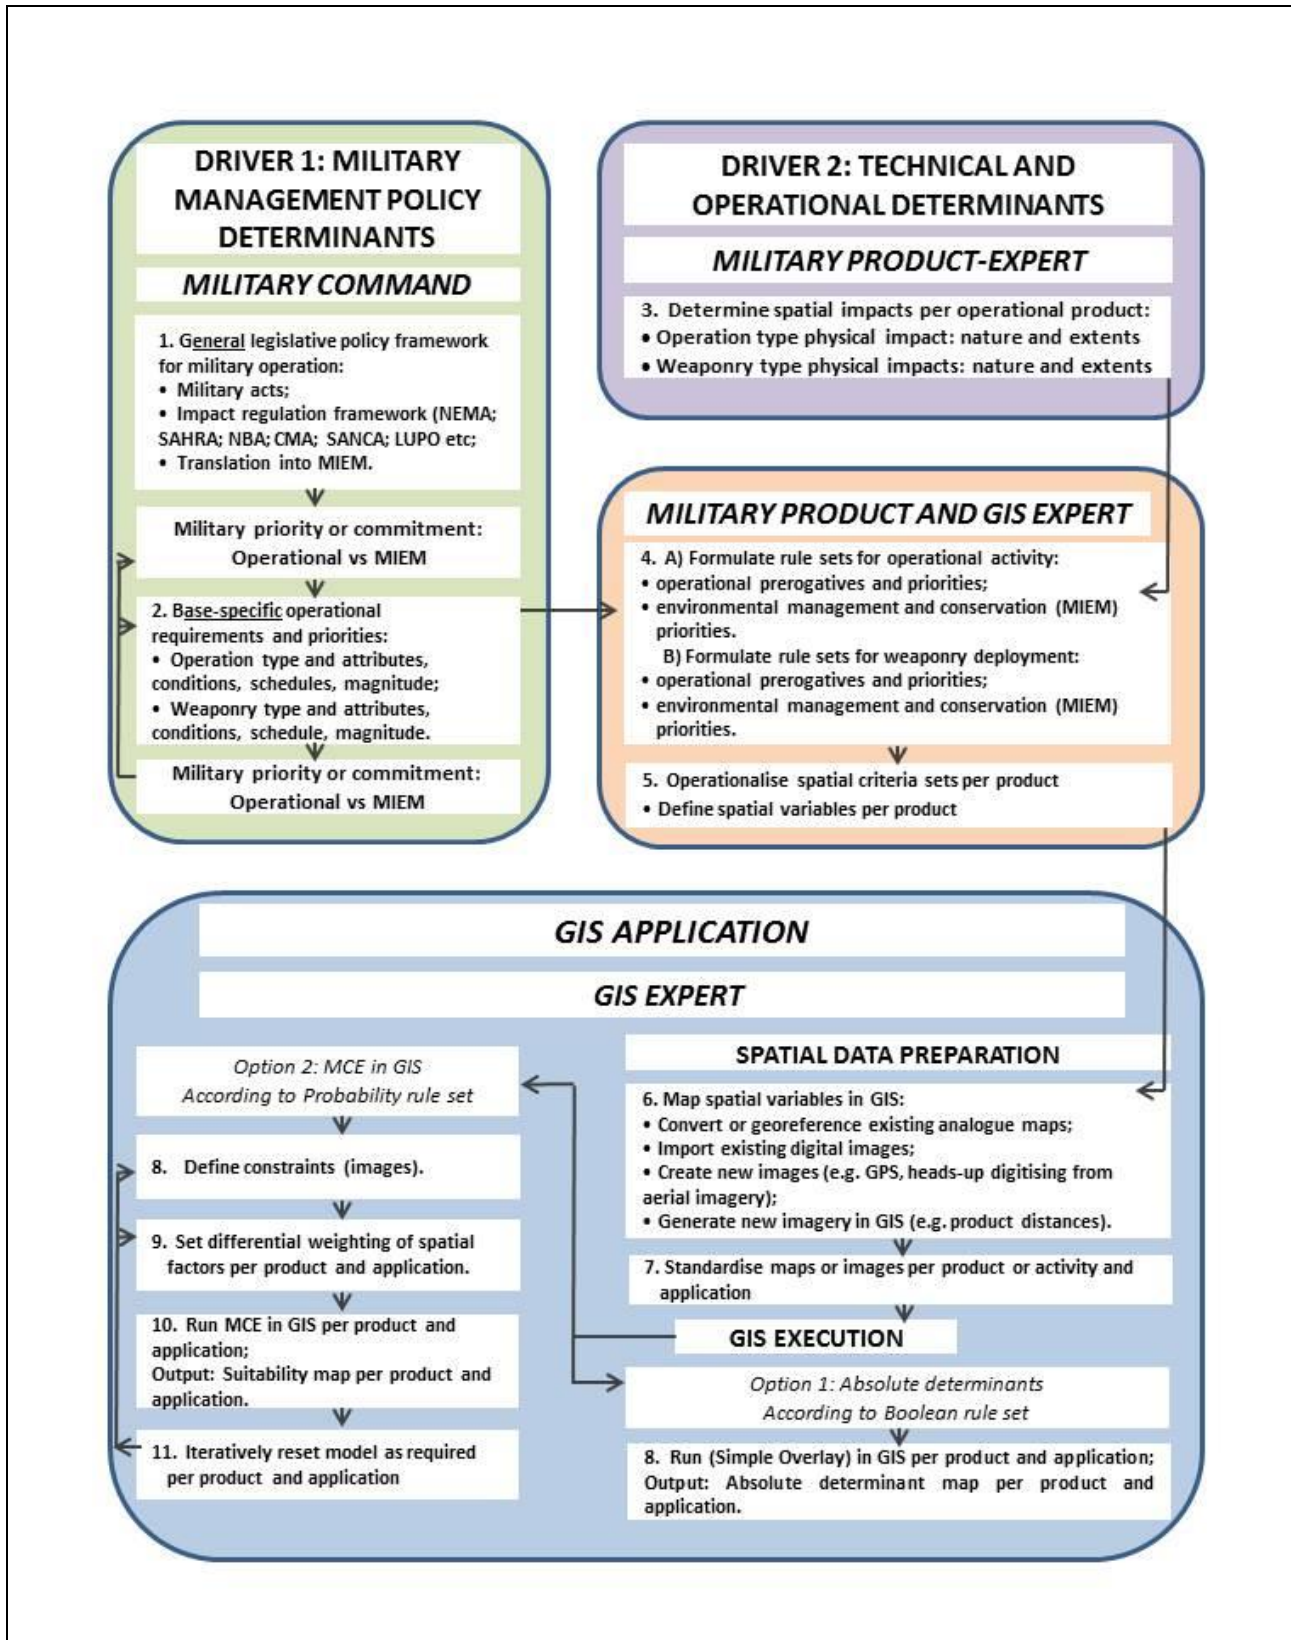 DRIVER 1: MILITARY
MANAGEMENT POLICY
DETERMINANTS
MILITARY COMMAND
1. General legislative policy framework
for military operation:
• Military acts;
• Impact regulation framework (NEMA;
SAHRA; NBA; CMA; SANCA; LUPO etc;
• Translation into MIEM.
Military priority or commitment:
Operational vs MIEM
2. Base-specific operational
requirements and priorities:
• Operation type and attributes,
conditions, schedules, magnitude;
• Weaponry type and attributes,
conditions, schedule, magnitude.
Military priority or commitment:
Operational vs MIEM
DRIVER 2: TECHNICAL AND
OPERATIONAL DETERMINANTS
MILITARY PRODUCT-EXPERT
3. Determine spatial impacts per operational product:
• Operation type physical impact: nature and extents
• Weaponry type physical impacts: nature and extents
MILITARY PRODUCT AND GIS EXPERT
4. A) Formulate rule sets for operational activity:
• operational prerogatives and priorities;
• environmental management and conservation (MIEM)
priorities.
B) Formulate rule sets for weaponry deployment:
• operational prerogatives and priorities;
• environmental management and conservation (MIEM)
priorities.
5. Operationalise spatial criteria sets per product
• Define spatial variables per product
GIS APPLICATION
GIS EXPERT
SPATIAL DATA PREPARATION
6. Map spatial variables in GIS:
• Convert or georeference existing analogue maps;
• Import existing digital images;
• Create new images (e.g. GPS, heads-up digitising from
aerial imagery);
• Generate new imagery in GIS (e.g. product distances).
7. Standardise maps or images per product or activity and
application
GIS EXECUTION
Option 1: Absolute determinants
According to Boolean rule set
8. Run (Simple Overlay) in GIS per product and application;
Output: Absolute determinant map per product and
application.
Option 2: MCE in GIS
According to Probability rule set
8. Define constraints (images).
9. Set differential weighting of spatial
factors per product and application.
10. Run MCE in GIS per product and
application;
Output: Suitability map per product and
application.
11. Iteratively reset model as required
per product and application